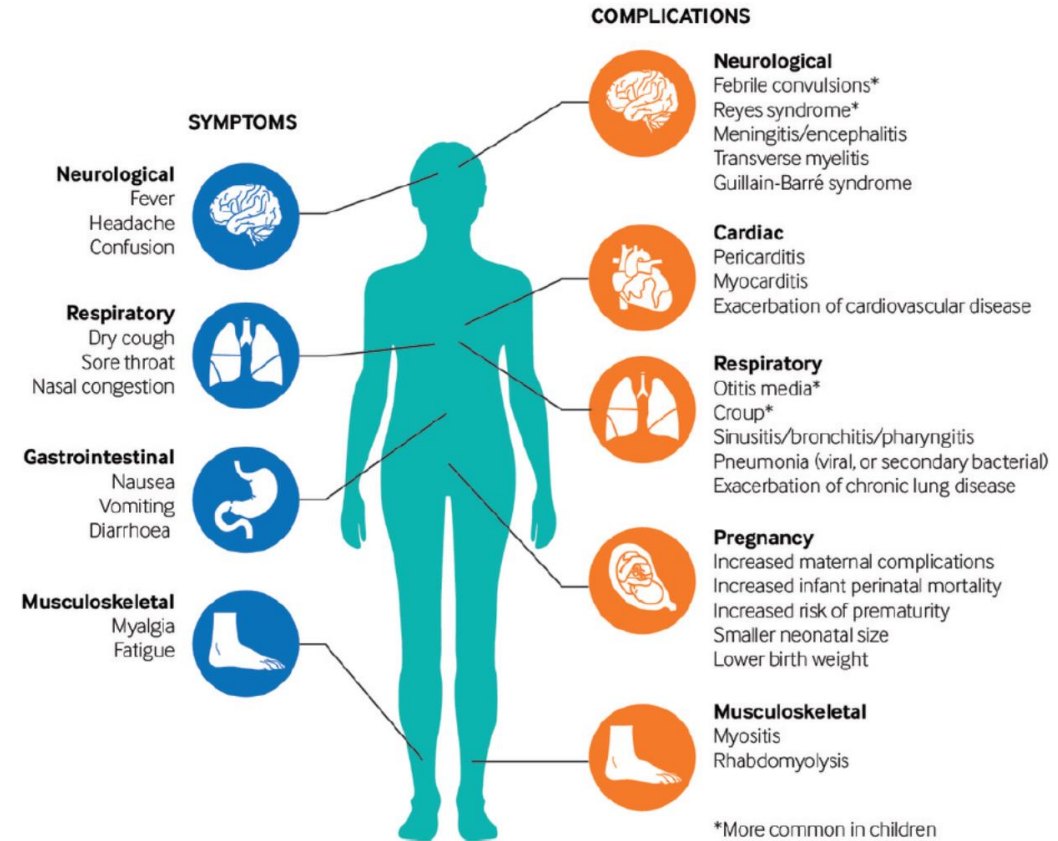 SYMPTOMS
Neurological
Fever
Headache
Confusion
Respiratory
Dry cough
Sore throat
Nasal congestion
Gastrointestinal
Nausea
Vomiting
Diarrhoea
Musculoskeletal
Myalgia
Fatigue
COMPLICATIONS
Neurological
Febrile convulsions*
Reyes syndrome*
Meningitis/encephalitis
Transverse myelitis
Guillain-Barré syndrome
Cardiac
Pericarditis
Myocarditis
Exacerbation of cardiovascular disease
Respiratory
Otitis media*
Croup*
Sinusitis/bronchitis/pharyngitis
Pneumonia (viral, or secondary bacterial)
Exacerbation of chronic lung disease
Pregnancy
Increased maternal complications
Increased infant perinatal mortality
Increased risk of prematurity
Smaller neonatal size
Lower birth weight
Musculoskeletal
Myositis
Rhabdomyolysis
*More common in children